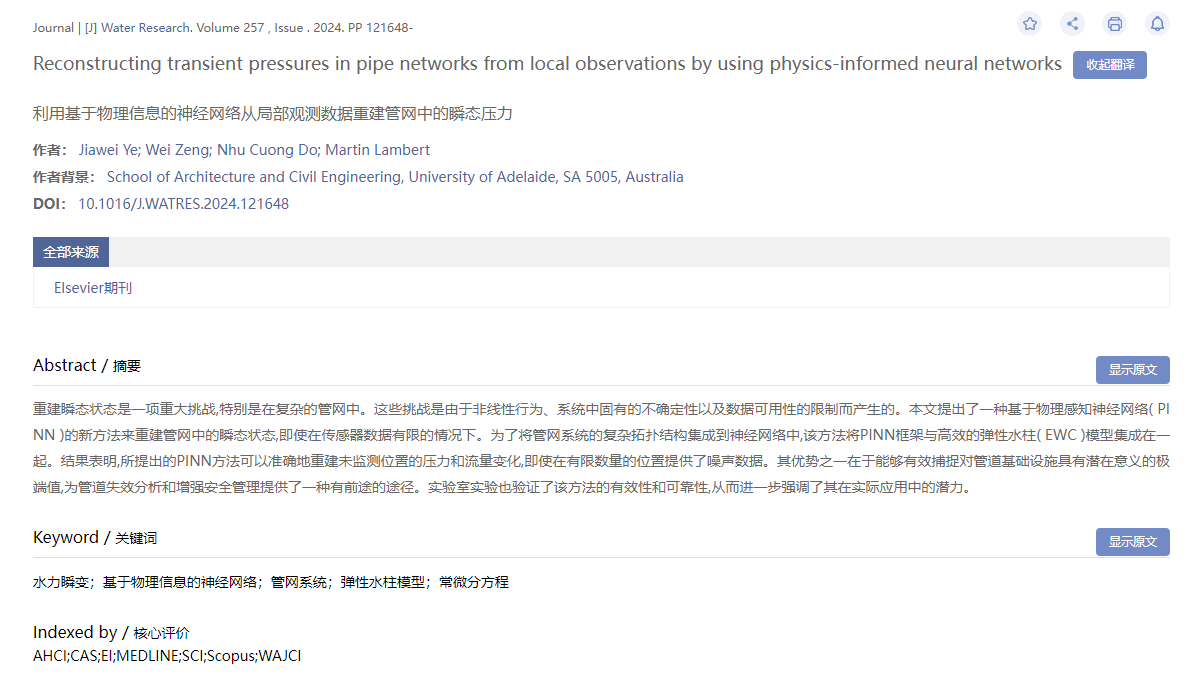 Journal | [J] Water Research. Volume 257 , Issue . 2024. PP 121648-
Reconstructing transient pressures in pipe networks from local observations by using physics-informed neural networks
收起翻译
利用基于物理信息的神经网络从局部观测数据重建管网中的瞬态压力
作者： Jiawei Ye; Wei Zeng; Nhu Cuong Do; Martin Lambert
作者背景： School of Architecture and Civil Engineering, University of Adelaide, SA 5005, Australia
DOI： 10.1016/J.WATRES.2024.121648
全部来源
Elsevier期刊
Abstract / 摘要
显示原文
重建瞬态状态是一项重大挑战,特别是在复杂的管网中。这些挑战是由于非线性行为、系统中固有的不确定性以及数据可用性的限制而产生的。本文提出了一种基于物理感知神经网络( PI
NN )的新方法来重建管网中的瞬态状态,即使在传感器数据有限的情况下。为了将管网系统的复杂拓扑结构集成到神经网络中,该方法将PINN框架与高效的弹性水柱( EWC )模型集成在一
起。结果表明,所提出的PINN方法可以准确地重建未监测位置的压力和流量变化,即使在有限数量的位置提供了噪声数据。其优势之一在于能够有效捕捉对管道基础设施具有潜在意义的极
端值,为管道失效分析和增强安全管理提供了一种有前途的途径。实验室实验也验证了该方法的有效性和可靠性,从而进一步强调了其在实际应用中的潜力。
Keyword / 关键词
显示原文
水力瞬变；基于物理信息的神经网络；管网系统；弹性水柱模型；常微分方程
Indexed by / 核心评价
AHCI;CAS;EI;MEDLINE;SCI;Scopus;WAJCI